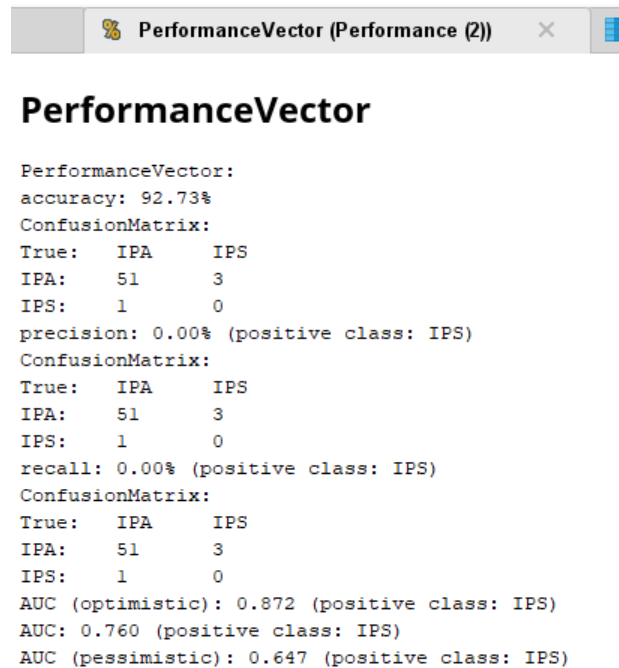 PerformanceVector (Performance (2))
PerformanceVector
PerformanceVector:
accuracy: 92.73%
ConfusionMatrix:
True: IPA IPS
IPA: 51 3
IPS: 1 0
precision: 0.00% (positive class: IPS)
ConfusionMatrix:
True: IPA IPS
IPA: 51 3
IPS: 1 0
recall: 0.00% (positive class: IPS)
ConfusionMatrix:
True: IPA IPS
IPA: 51 3
IPS: 1 0
AUC (optimistic): 0.872 (positive class: IPS)
AUC: 0.760 (positive class: IPS)
AUC (pessimistic): 0.647 (positive class: IPS)